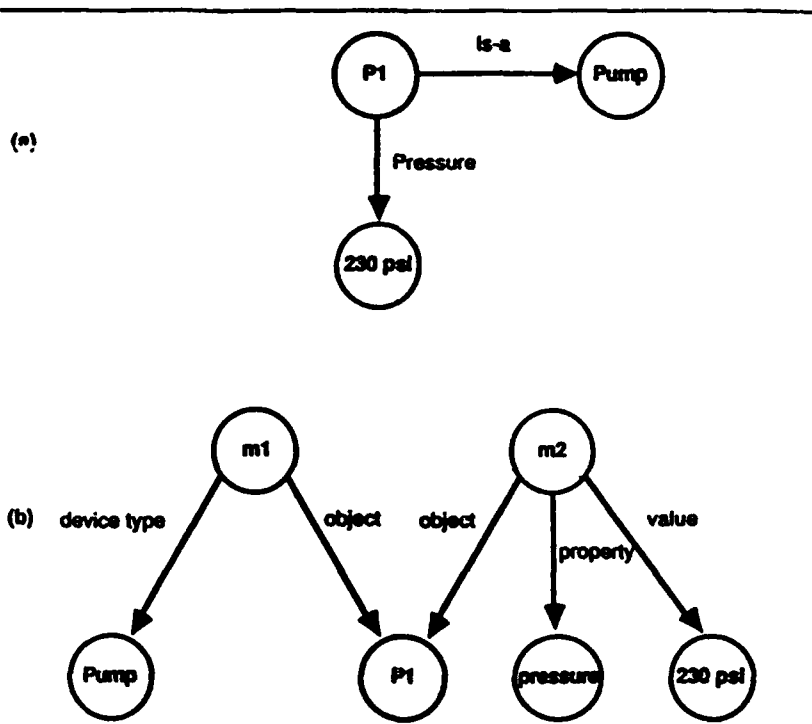 Is-a
P1
Pump
(a)
Pressure
230 psi
m1
m2
(b)
device type
object
object
value
property
Pump
P1
pressure
230 psi